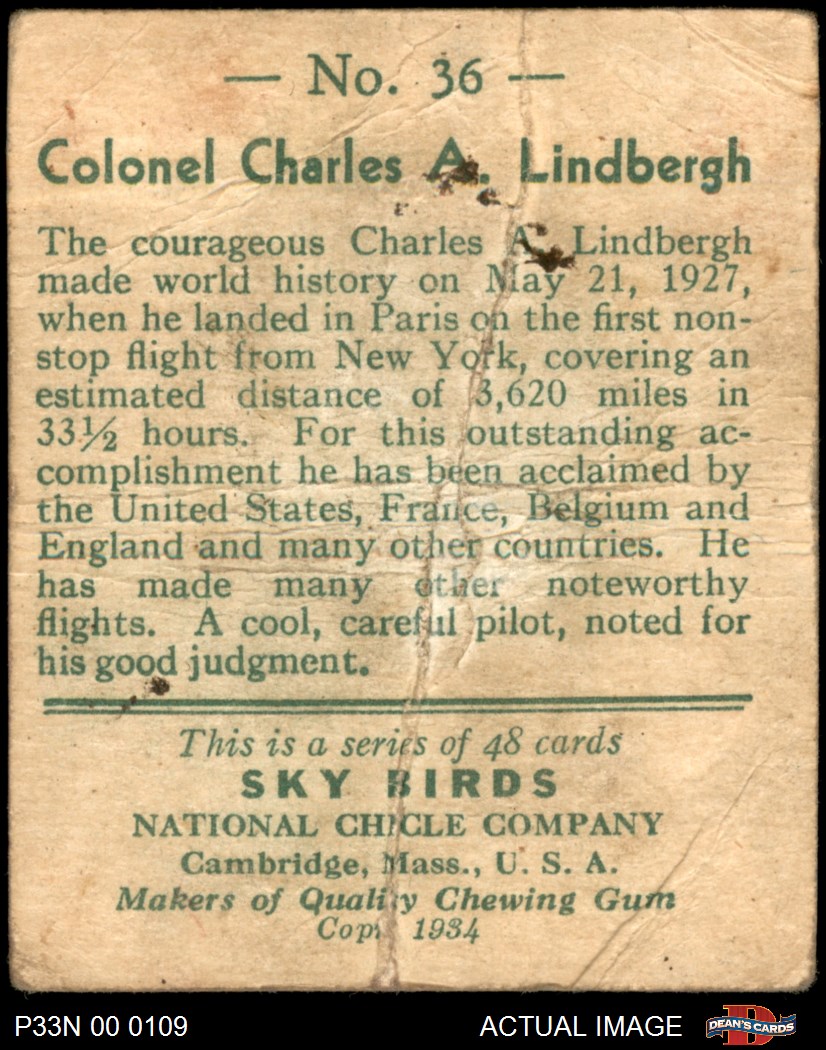 — No. 36 —
Colonel Charles A. Lindbergh
The courageous Charles A. Lindbergh
made world history on May 21, 1927,
when he landed in Paris on the first non-
stop flight from New York, covering an
estimated distance of 3,620 miles in
33½ hours. For this outstanding ac-
complishment he has been acclaimed by
the United States, France, Belgium and
England and many other countries. He
has made many other noteworthy
flights. A cool, careful pilot, noted for
his good judgment.
This is a series of 48 cards
SKY BIRDS
NATIONAL CHICLE COMPANY
Cambridge, Mass., U. S. A.
Makers of Quality Chewing Gum
Copr. 1934
P33N 00 0109
ACTUAL IMAGE
D
DEAN'S CARDS